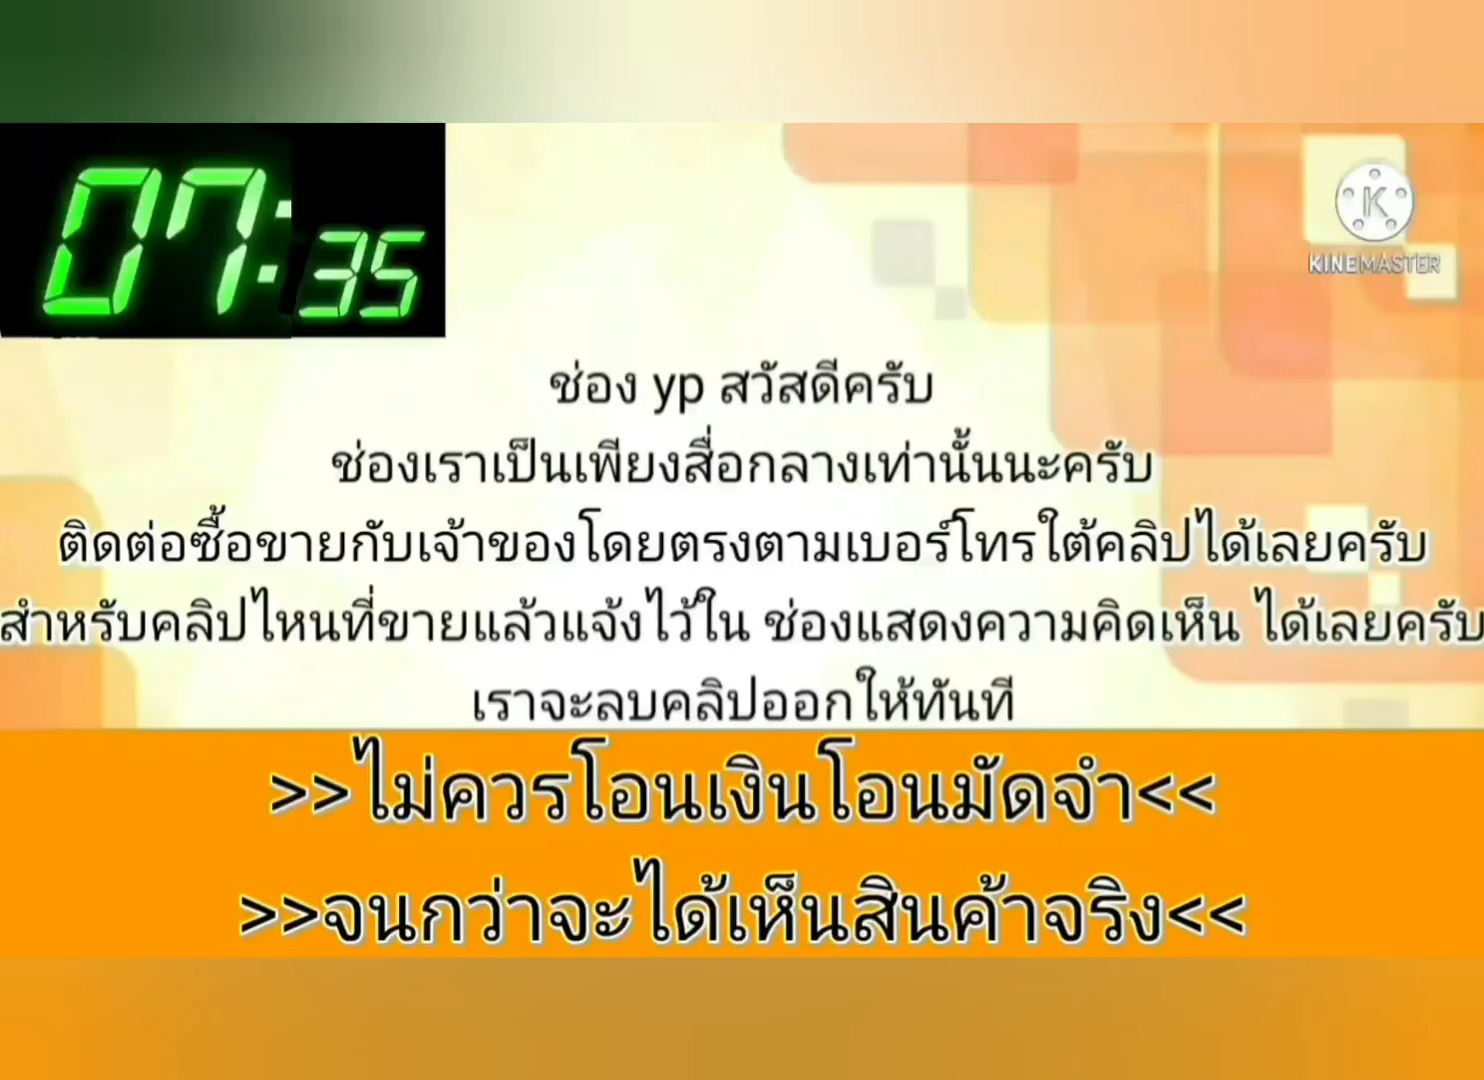 07:35
KINEMASTER
ช่อง yp สวัสดีครับ
ช่องเราเป็นเพียงสื่อกลางเท่านั้นนะครับ
ติดต่อซื้อขายกับเจ้าของโดยตรงตามเบอร์โทรใต้คลิปได้เลยครับ
สำหรับคลิปไหนที่ขายแล้วแจ้งไว้ใน ช่องแสดงความคิดเห็น ได้เลยครับ
เราจะลบคลิปออกให้ทันที
>>ไม่ควรโอนเงินโอนมัดจำ<<
>>จนกว่าจะได้เห็นสินค้าจริง<<